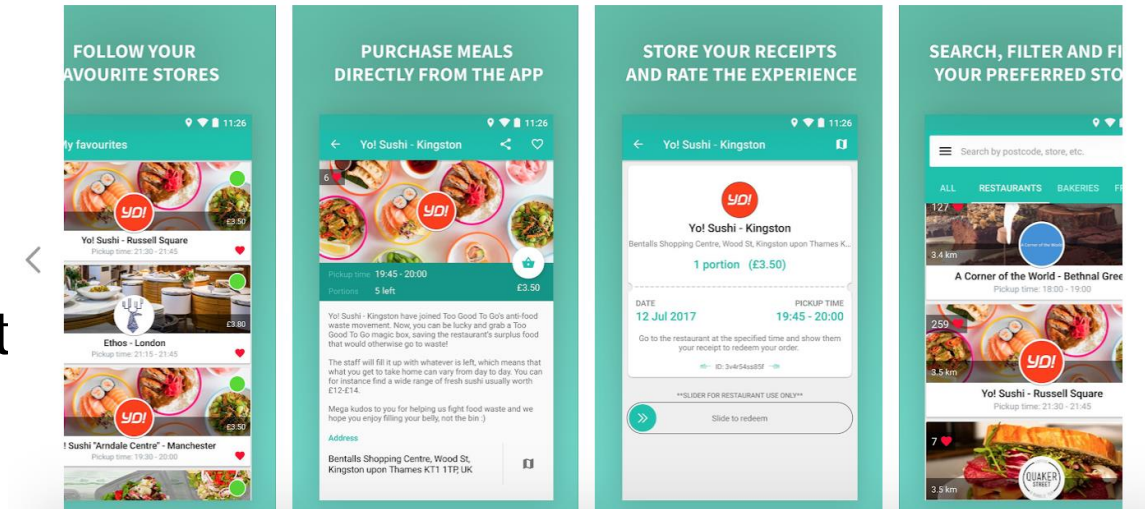 FOLLOW YOUR
AVOURITE STORES
11:26
My favourites
YO!
£3.50
Yo! Sushi - Russell Square
Pickup time: 21:30 - 21:45
£3.80
Ethos - London
Pickup time: 21:15 - 21:45
YO!
£3.50
! Sushi "Arndale Centre" - Manchester
Pickup time: 19:30 - 20:00
t
PURCHASE MEALS
DIRECTLY FROM THE APP
11:26
Yo! Sushi - Kingston
6
YO!
Pickup time 19:45 - 20:00
Portions 5 left
£3.50
Yo! Sushi - Kingston have joined Too Good To Go's anti-food
waste movement. Now, you can be lucky and grab a Too
Good To Go magic box, saving the restaurant's surplus food
that would otherwise go to waste!
The staff will fill it up with whatever is left, which means that
what you get to take home can vary from day to day. You can
for instance find a wide range of fresh sushi usually worth
£12-£14.
Mega kudos to you for helping us fight food waste and we
hope you enjoy filling your belly, not the bin :)
Address
Bentalls Shopping Centre, Wood St,
Kingston upon Thames KT1 1TP, UK
STORE YOUR RECEIPTS
AND RATE THE EXPERIENCE
11:26
Yo! Sushi - Kingston
YO!
Yo! Sushi - Kingston
Bentalls Shopping Centre, Wood St, Kingston upon Thames K...
1 portion (£3.50)
DATE PICKUP TIME
12 Jul 2017 19:45 - 20:00
Go to the restaurant at the specified time and show them
your receipt to redeem your order.
**SLIDER FOR RESTAURANT USE ONLY**
Slide to redeem
SEARCH, FILTER AND FI
YOUR PREFERRED STO
Search by postcode, store, etc.
ALL RESTAURANTS BAKERIES FR
127
A Corner of the World
3.4 km
A Corner of the World - Bethnal Gree
Pickup time: 18:00 - 19:00
259
YO!
3.5 km
Yo! Sushi - Russell Square
Pickup time: 21:30 - 21:45
7
QUAKER
STREET
3.5 km